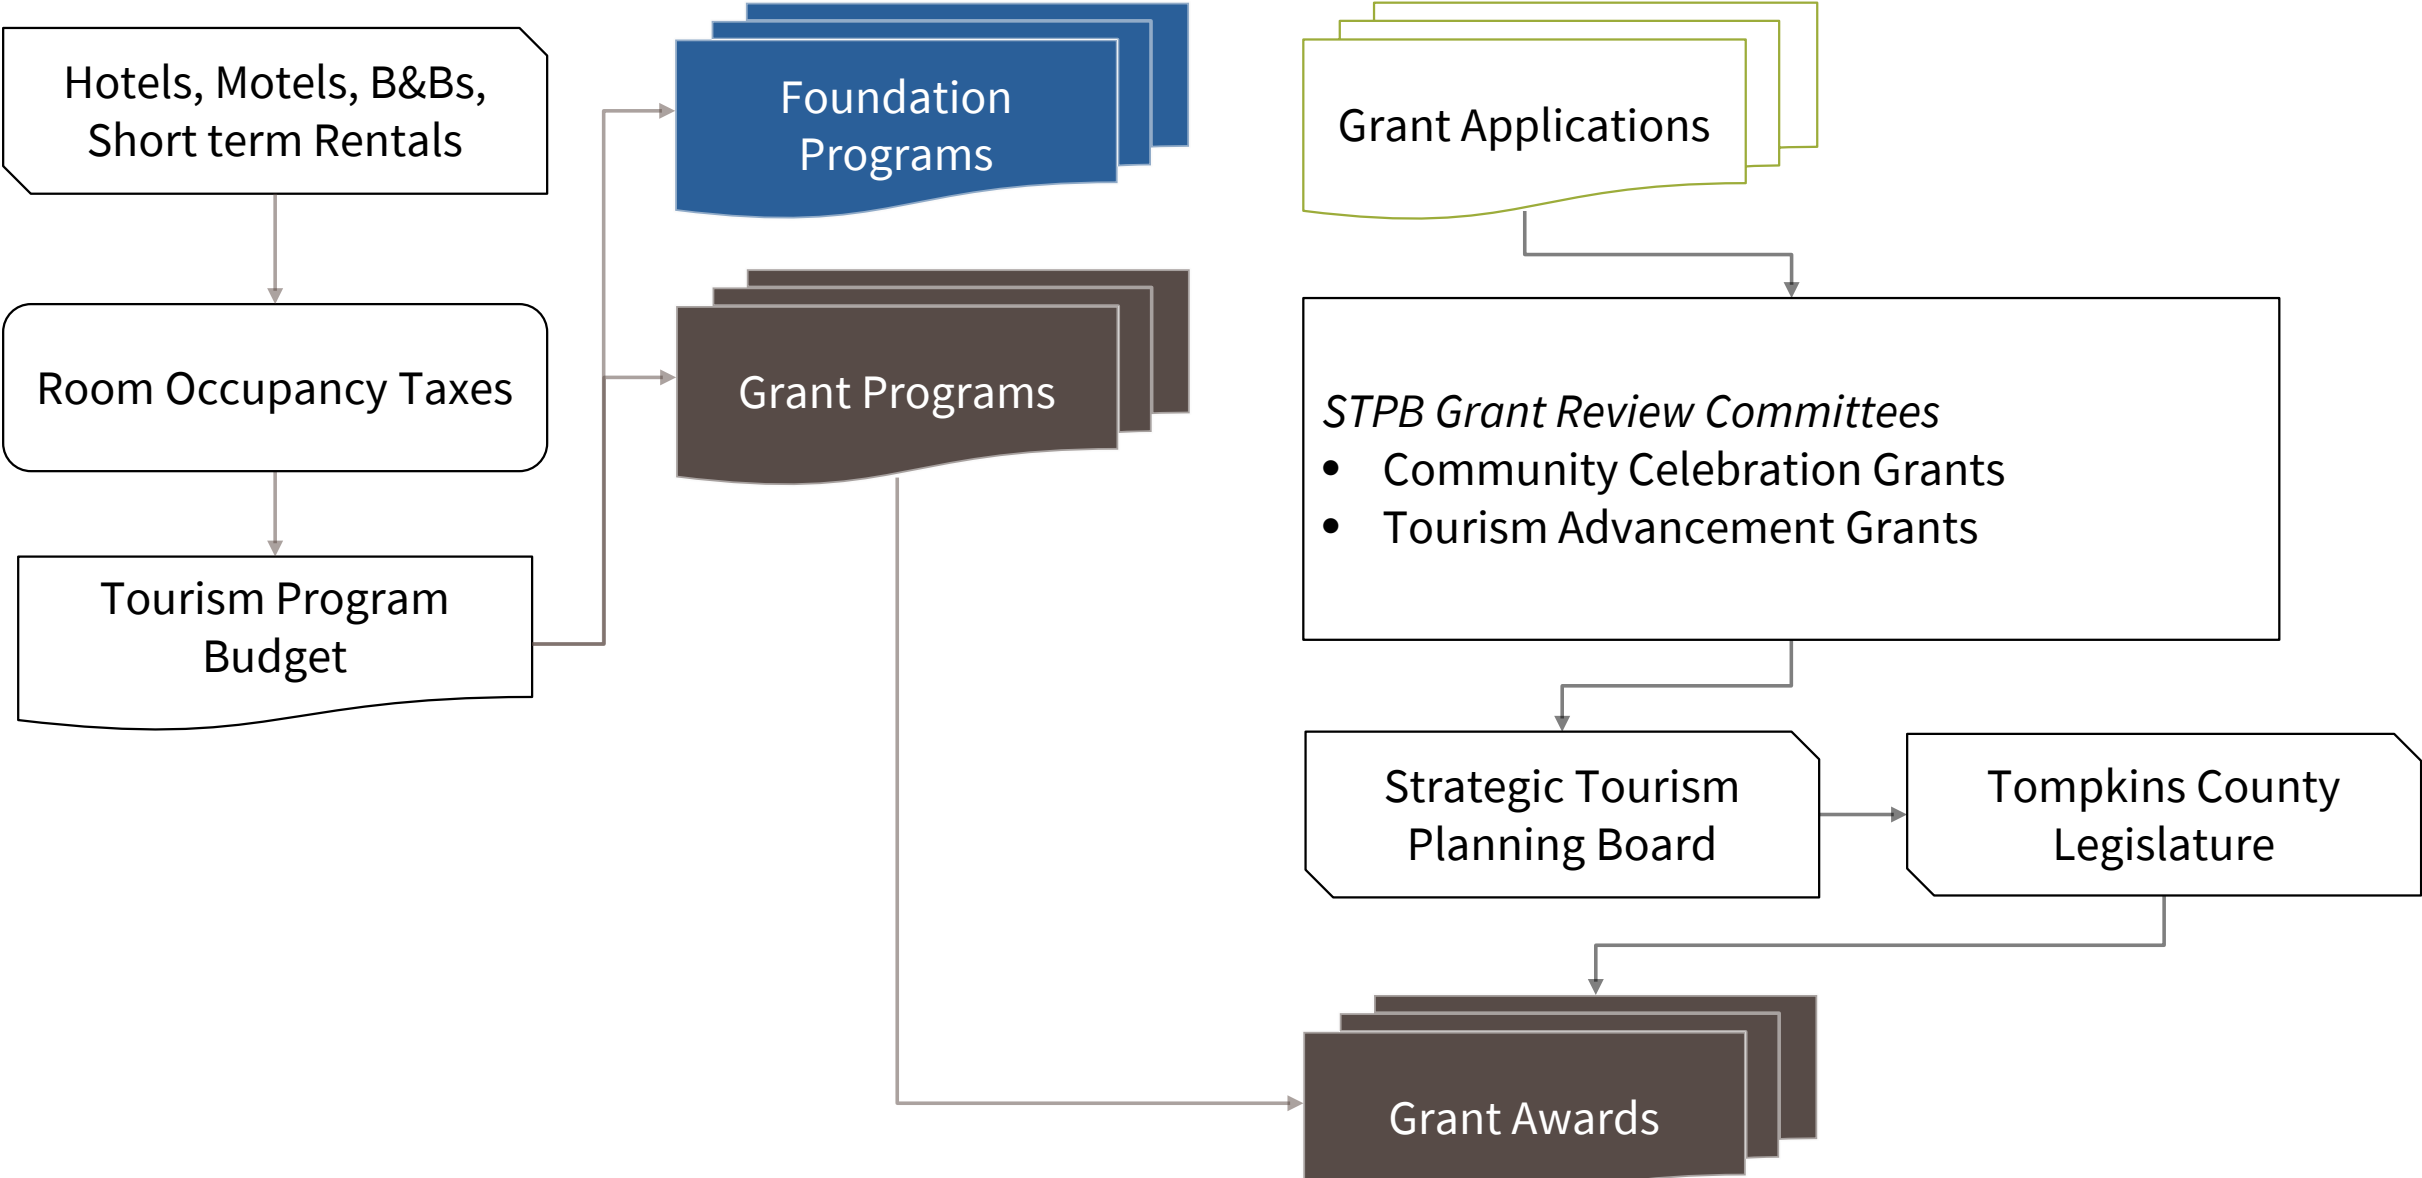 Hotels, Motels, B&Bs,
Short term Rentals
Room Occupancy Taxes
Tourism Program
Budget
Foundation
Programs
Grant Programs
Grant Applications
STPB Grant Review Committees
• Community Celebration Grants
• Tourism Advancement Grants
Strategic Tourism
Planning Board
Tompkins County
Legislature
Grant Awards